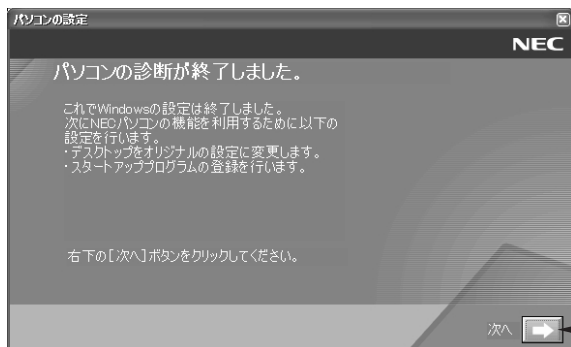 パソコンの設定
NEC
パソコンの診断が終了しました。
これでWindowsの設定は終了しました。
次にNECパソコンの機能を利用するために以下の
設定を行います。
・デスクトップをオリジナルの設定に変更します。
・スタートアッププログラムの登録を行います。
右下の[次へ]ボタンをクリックしてください。
次へ